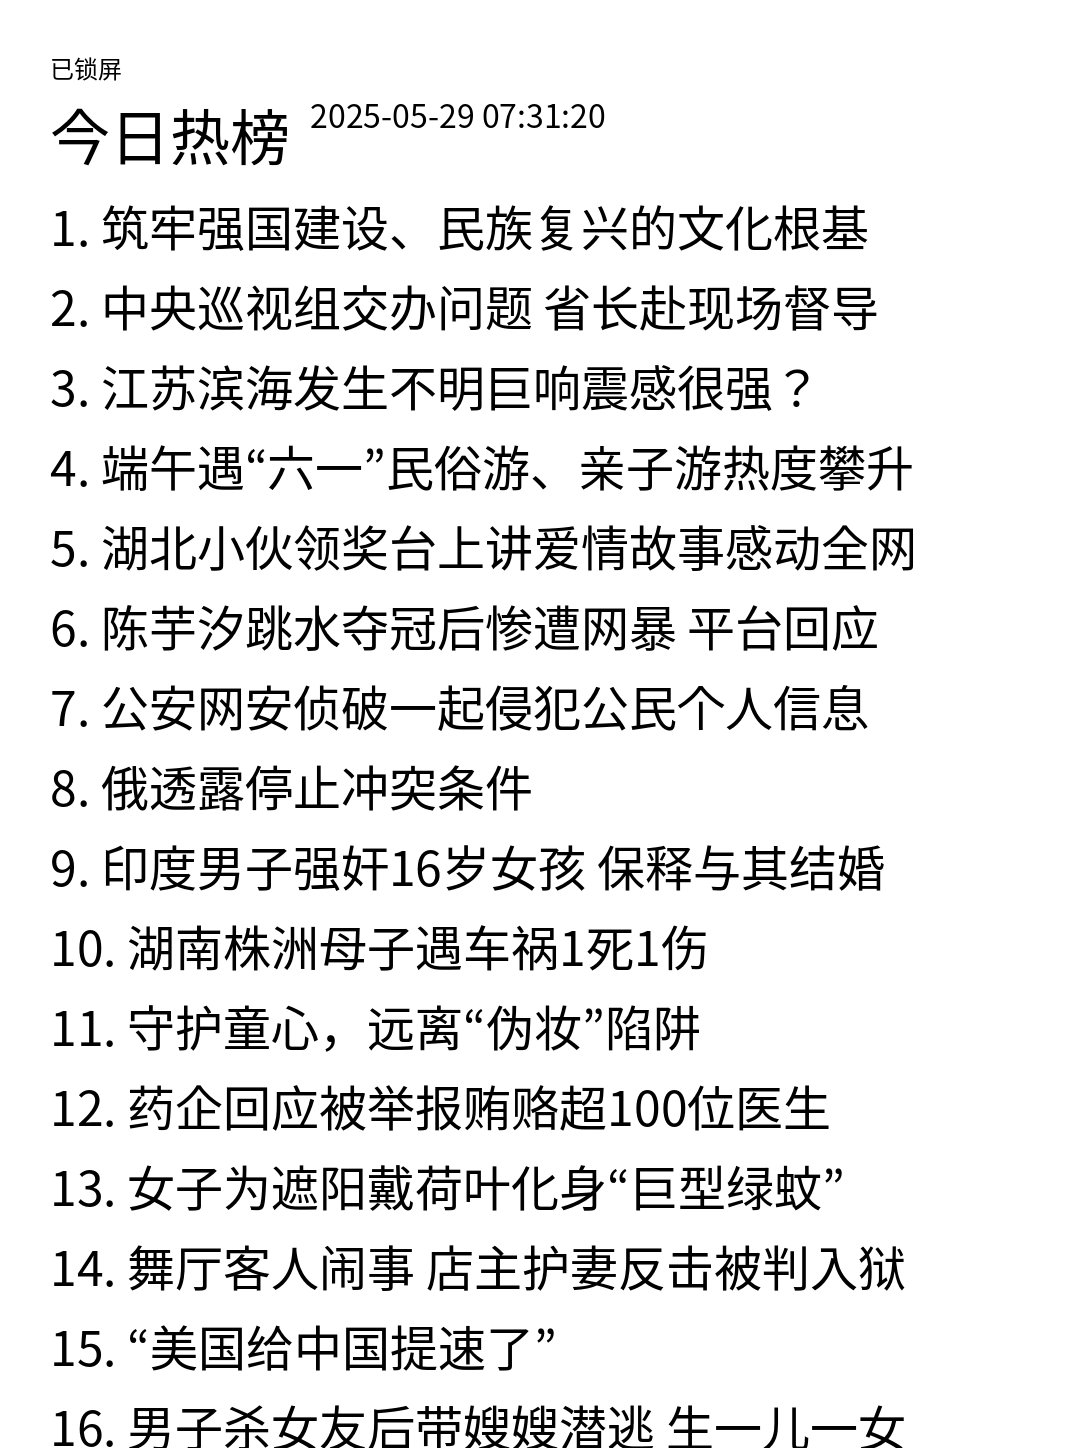 已锁屏
今日热榜 2025-05-29 07:31:20
1. 筑牢强国建设、民族复兴的文化根基
2. 中央巡视组交办问题 省长赴现场督导
3. 江苏滨海发生不明巨响震感很强？
4. 端午遇“六一”民俗游、亲子游热度攀升
5. 湖北小伙领奖台上讲爱情故事感动全网
6. 陈芋汐跳水夺冠后惨遭网暴 平台回应
7. 公安网安侦破一起侵犯公民个人信息
8. 俄透露停止冲突条件
9. 印度男子强奸16岁女孩 保释与其结婚
10. 湖南株洲母子遇车祸1死1伤
11. 守护童心，远离“伪妆”陷阱
12. 药企回应被举报贿赂超100位医生
13. 女子为遮阳戴荷叶化身“巨型绿蚊”
14. 舞厅客人闹事 店主护妻反击被判入狱
15. “美国给中国提速了”
16. 男子杀女友后带嫂嫂潜逃 生一儿一女